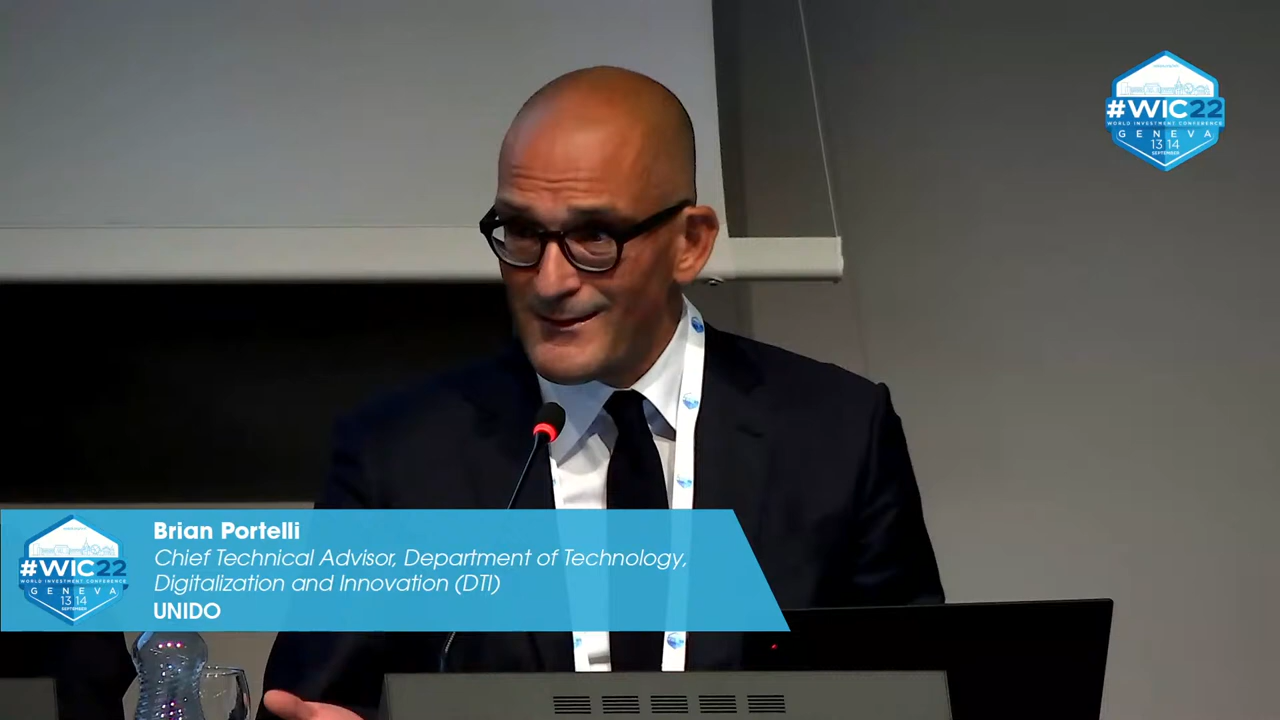 #WIC22
WORLD INVESTMENT CONFERENCE
GENEVA
13 14
SEPTEMBER
Brian Portelli
Chief Technical Advisor, Department of Technology,
Digitalization and Innovation (DTI)
UNIDO
#WIC22
WORLD INVESTMENT CONFERENCE
GENEVA
13 14
SEPTEMBER